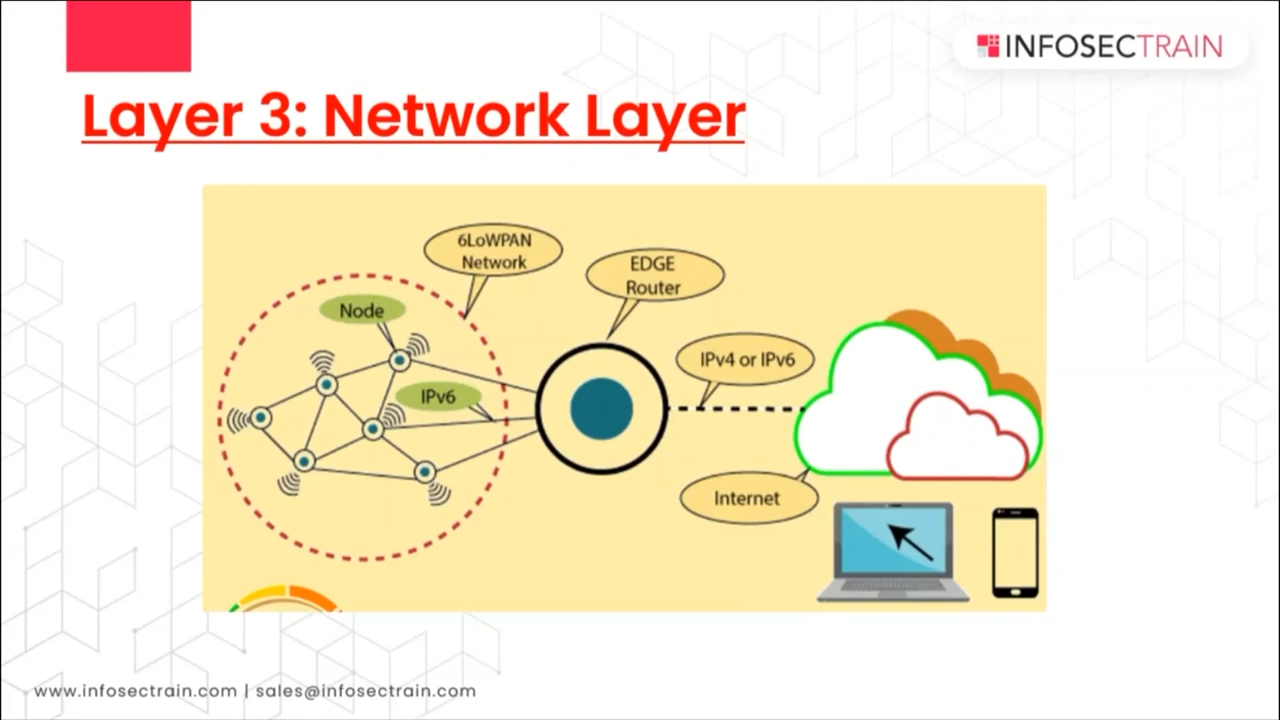 INFOSECTRAIN
Layer 3: Network Layer
6LoWPAN
Network
EDGE
Router
Node
IPv4 or IPv6
IPv6
Internet
www.infosectrain.com | sales@infosectrain.com